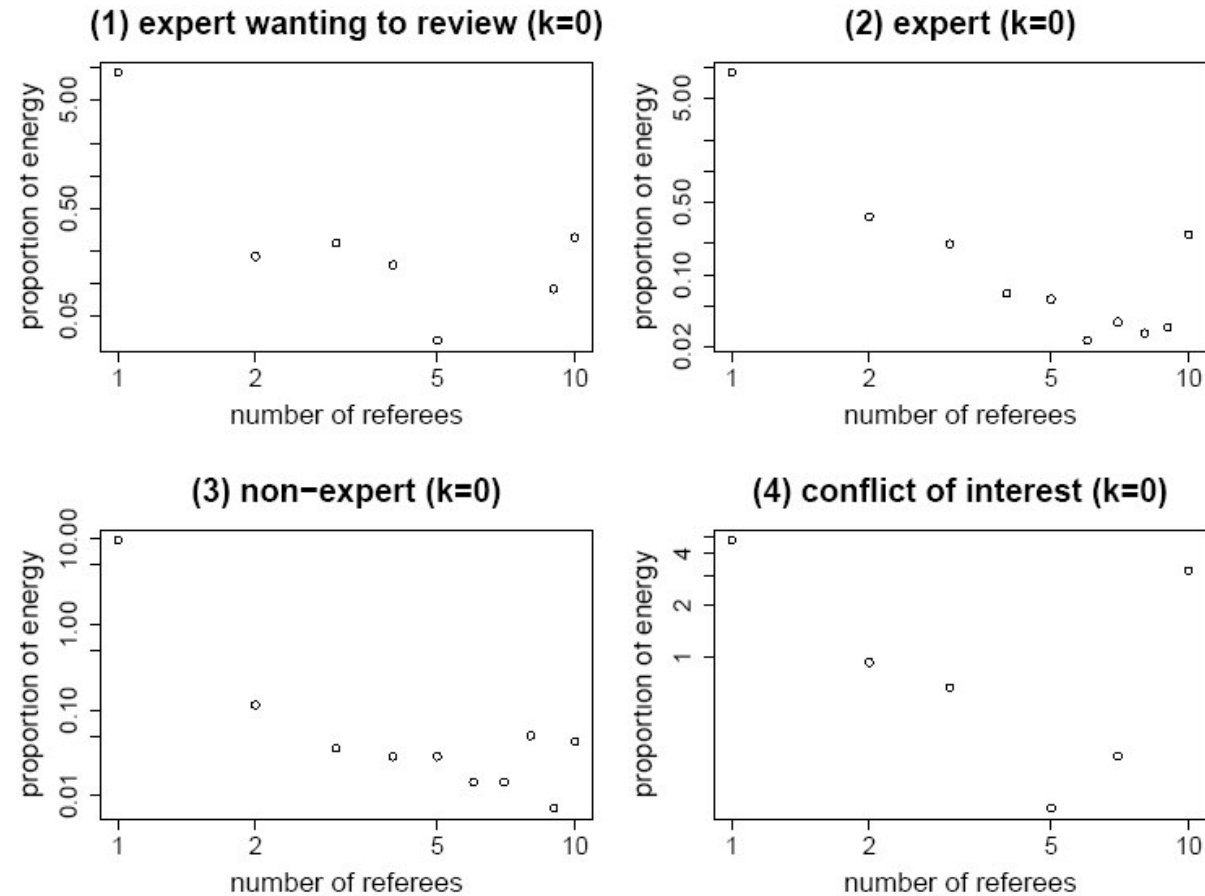 (1) expert wanting to review (k=0)
proportion of energy
5.00
0.50
0.05
1 2 5 10
number of referees
(2) expert (k=0)
proportion of energy
5.00
0.50
0.10
0.02
1 2 5 10
number of referees
(3) non−expert (k=0)
proportion of energy
10.00
1.00
0.10
0.01
1 2 5 10
number of referees
(4) conflict of interest (k=0)
proportion of energy
4
2
1
1 2 5 10
number of referees